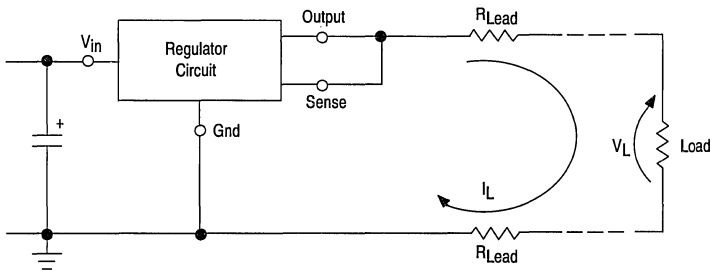 Output
RLead
Vin
Regulator
Circuit
Sense
+
Gnd
VL
Load
IL
RLead